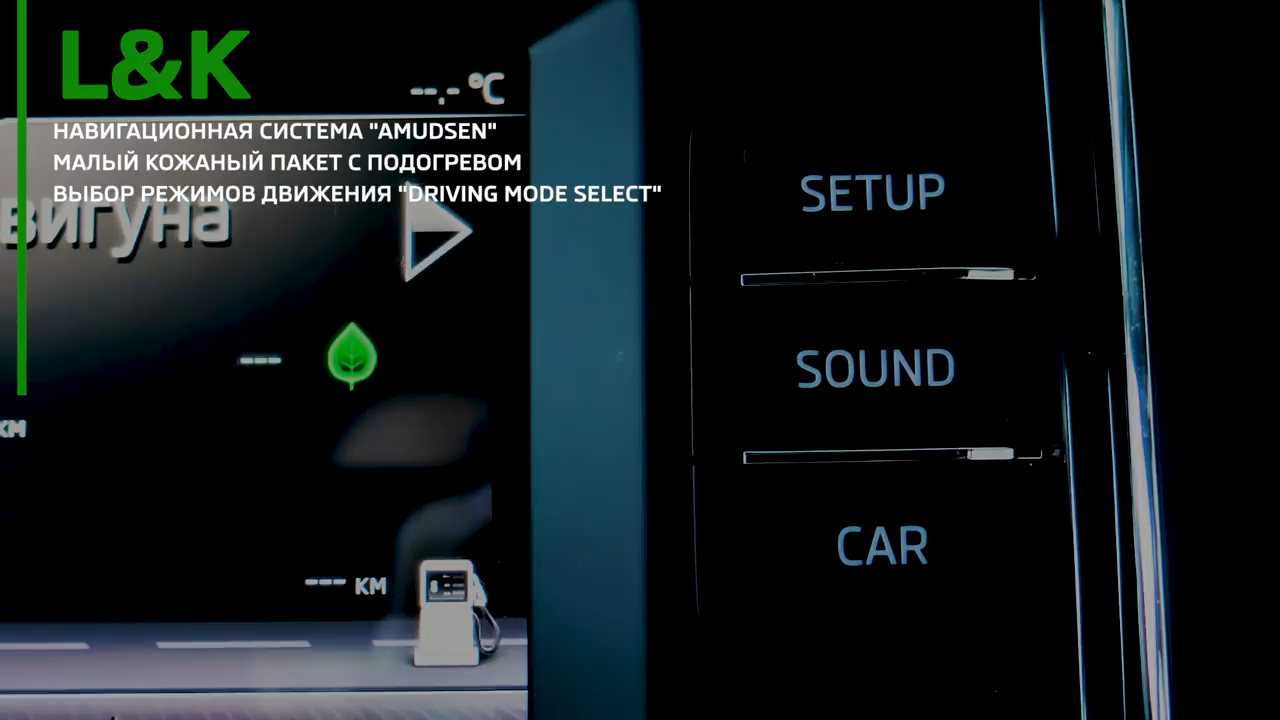 L&K
--.- °C
НАВИГАЦИОННАЯ СИСТЕМА "AMUDSEN"
МАЛЫЙ КОЖАНЫЙ ПАКЕТ С ПОДОГРЕВОМ
ВЫБОР РЕЖИМОВ ДВИЖЕНИЯ "DRIVING MODE SELECT"
вигуна
SETUP
---
SOUND
км
CAR
--- км